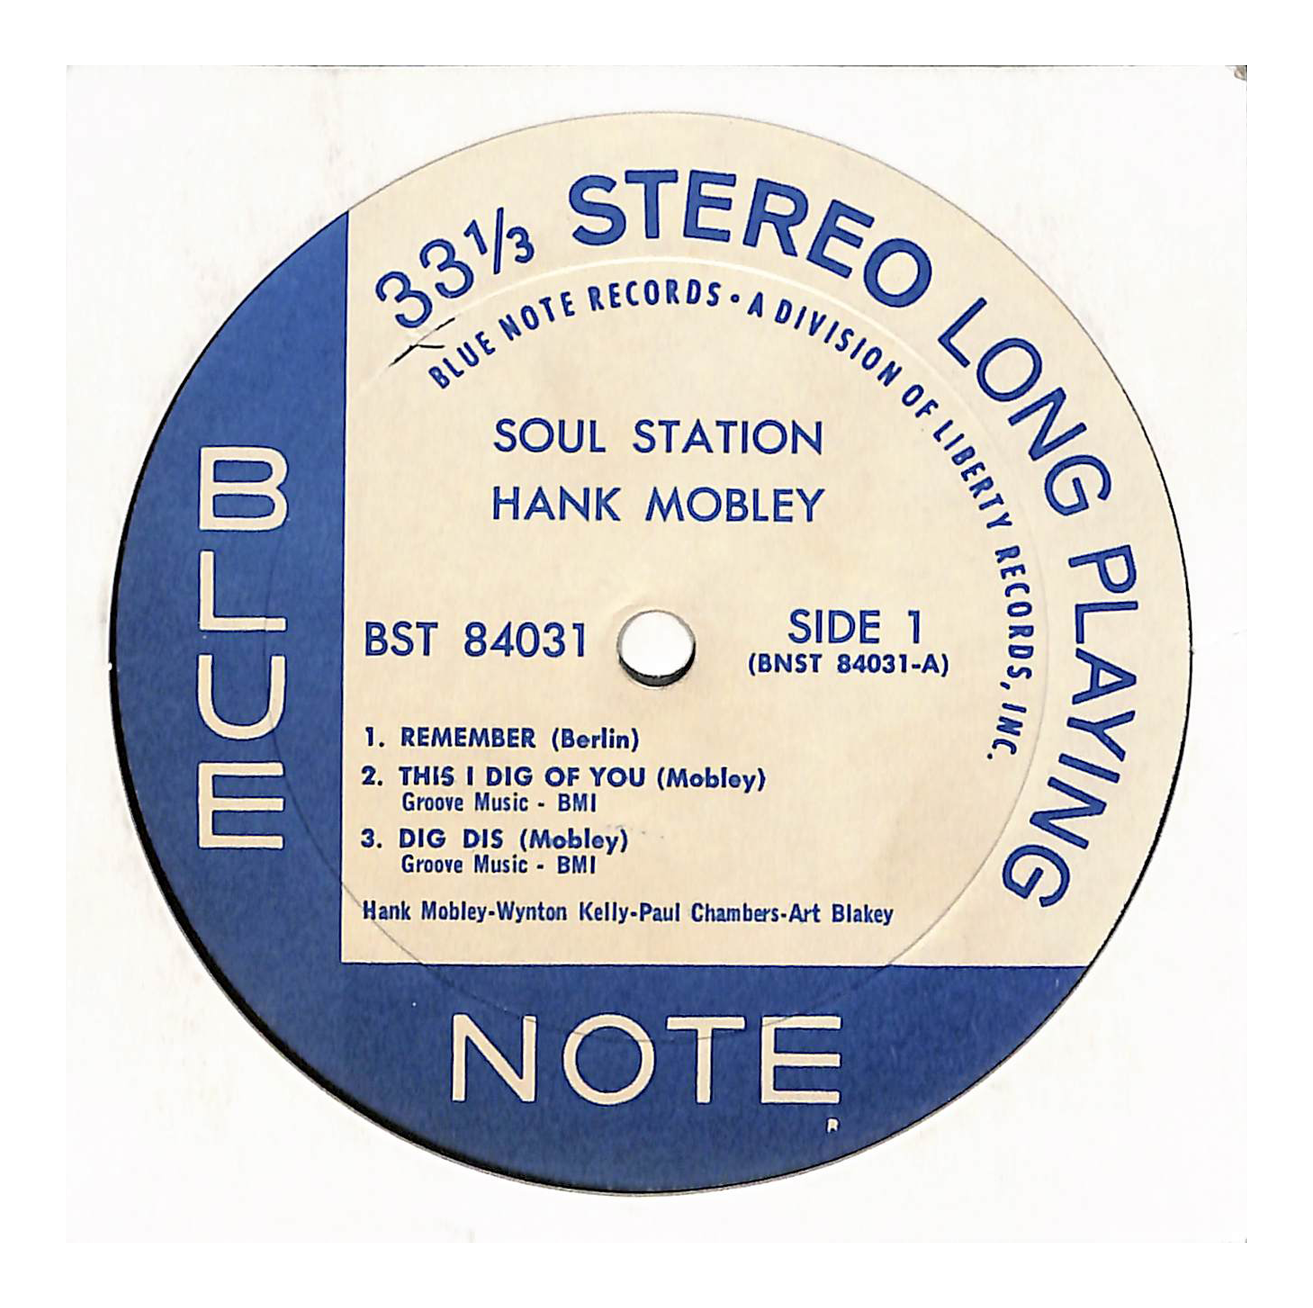 33 1/3 STEREO LONG PLAYING
BLUE NOTE RECORDS • A DIVISION OF LIBERTY RECORDS, INC.
SOUL STATION
HANK MOBLEY
BST 84031
SIDE 1
(BNST 84031-A)
1. REMEMBER (Berlin)
2. THIS I DIG OF YOU (Mobley)
Groove Music - BMI
3. DIG DIS (Mobley)
Groove Music - BMI
Hank Mobley-Wynton Kelly-Paul Chambers-Art Blakey
BLUE
NOTE
R